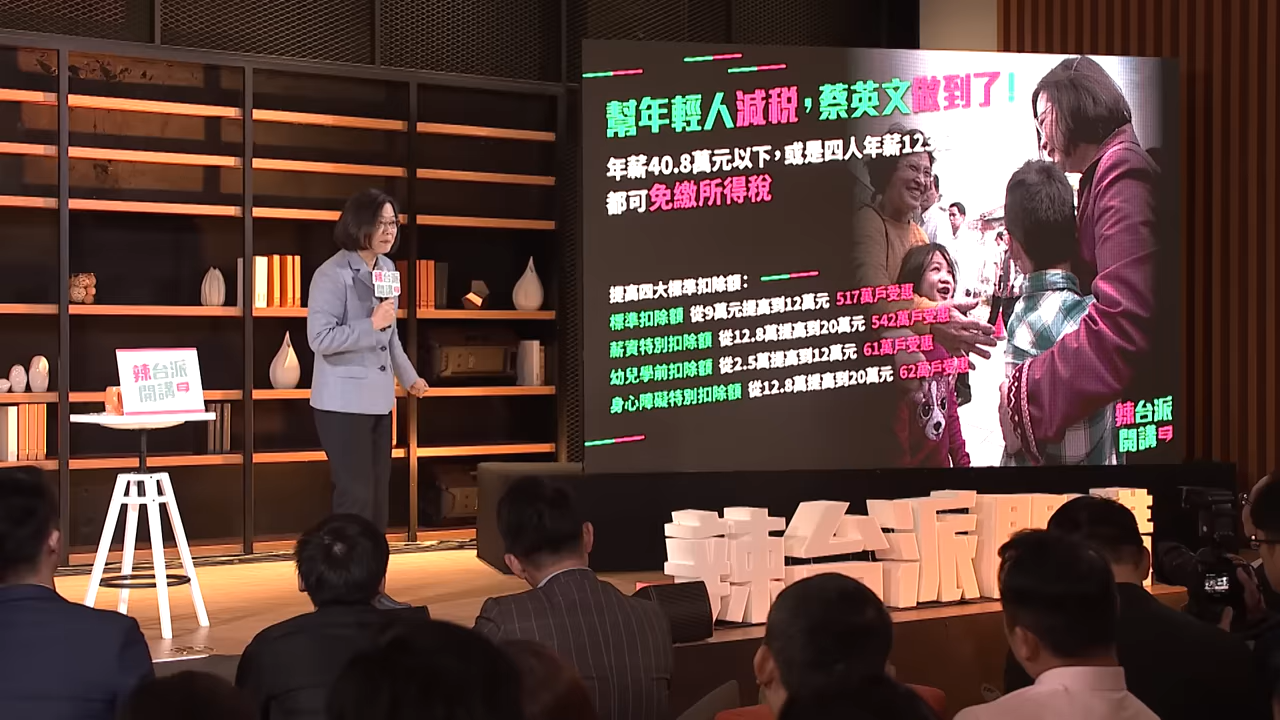 幫年輕人減税，蔡英文做到了！
年薪40.8萬元以下，或是四人年薪123
都可免繳所得稅
提高四大標準扣除額：
標準扣除額 從9萬元提高到12萬元 517萬戶受惠
薪資特別扣除額 從12.8萬提高到20萬元 542萬戶受惠
幼兒學前扣除額 從2.5萬提高到12萬元 61萬戶受惠
身心障礙特別扣除額 從12.8萬提高到20萬元 62萬戶受惠
辣台派
開講
辣台派
開講
辣台派
開講
辣台派開講